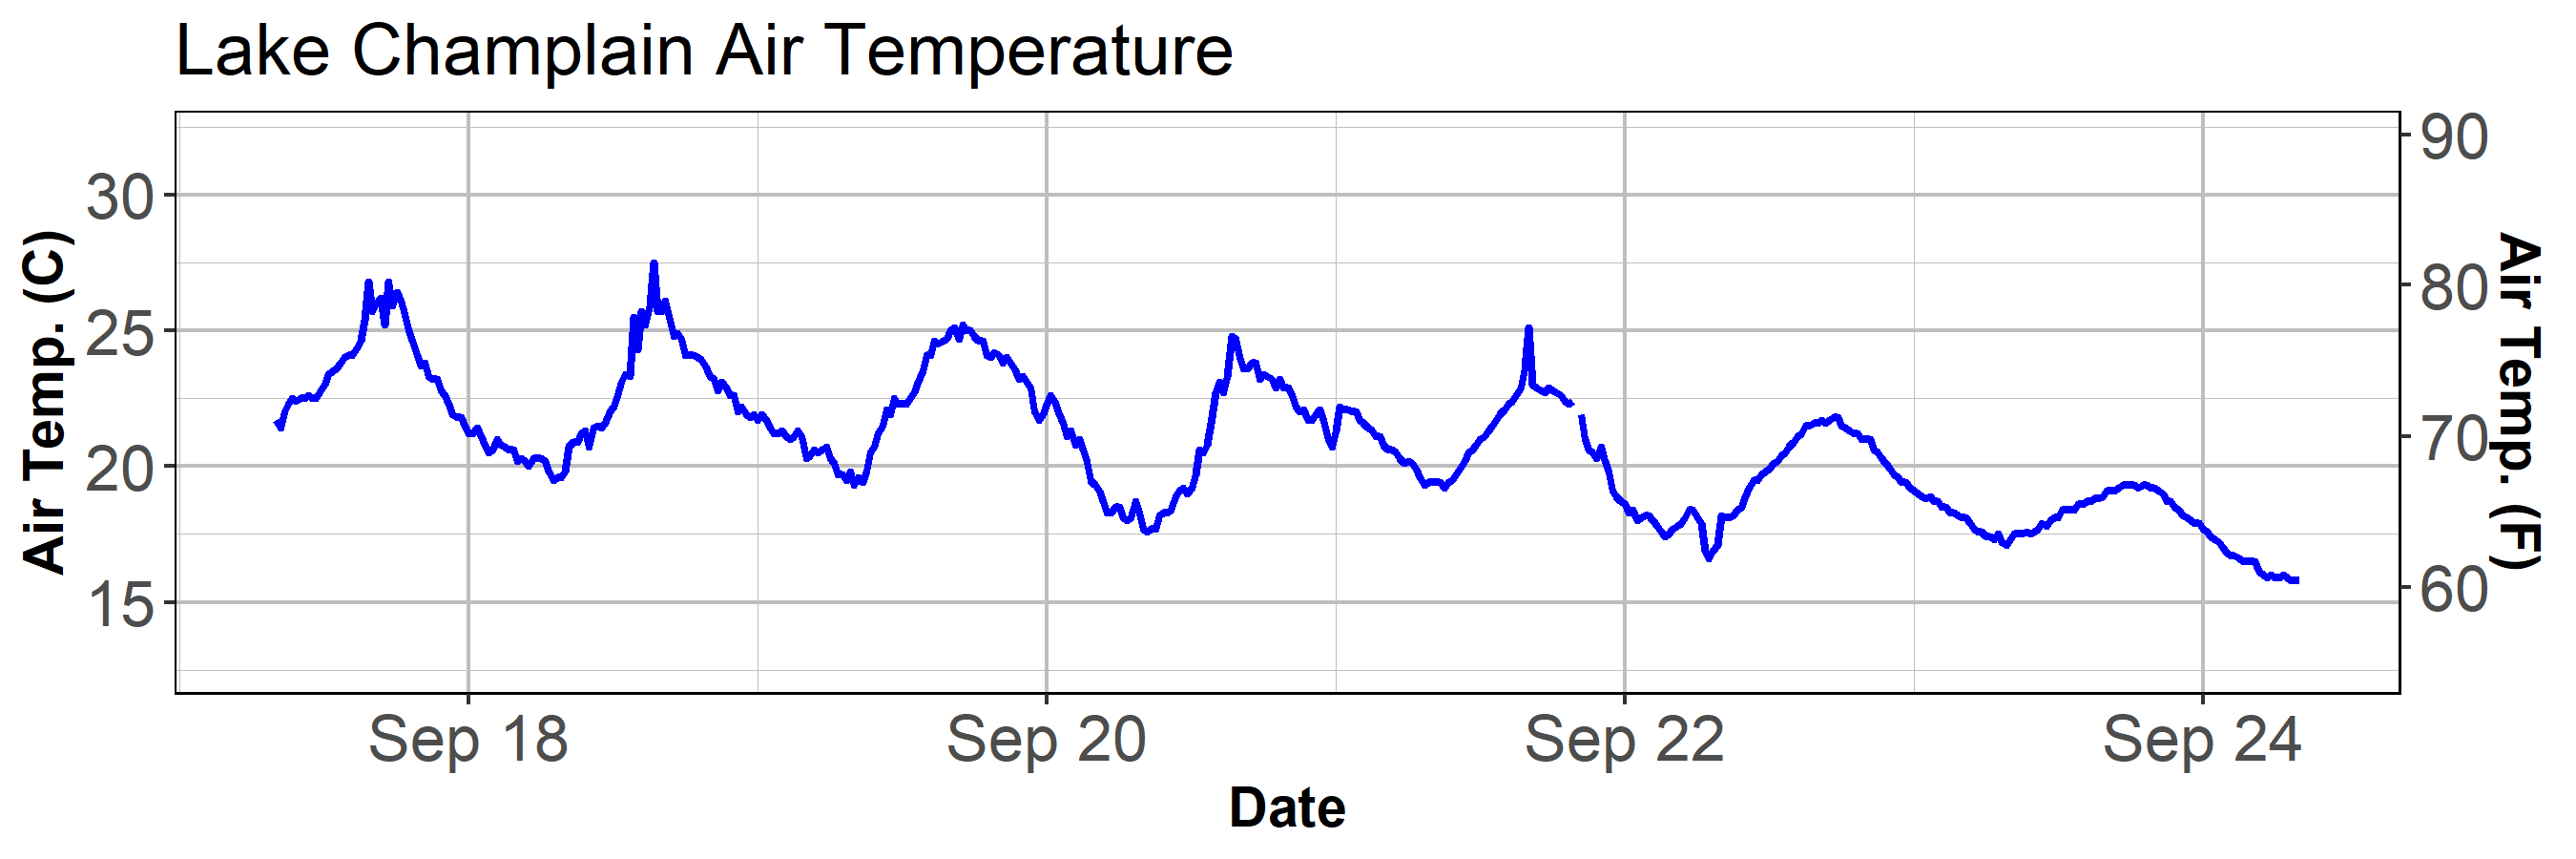 Lake Champlain Air Temperature
Air Temp. (C)
30
25
20
15
90
80
70
60
Air Temp. (F)
Sep 18 Sep 20 Sep 22 Sep 24
Date